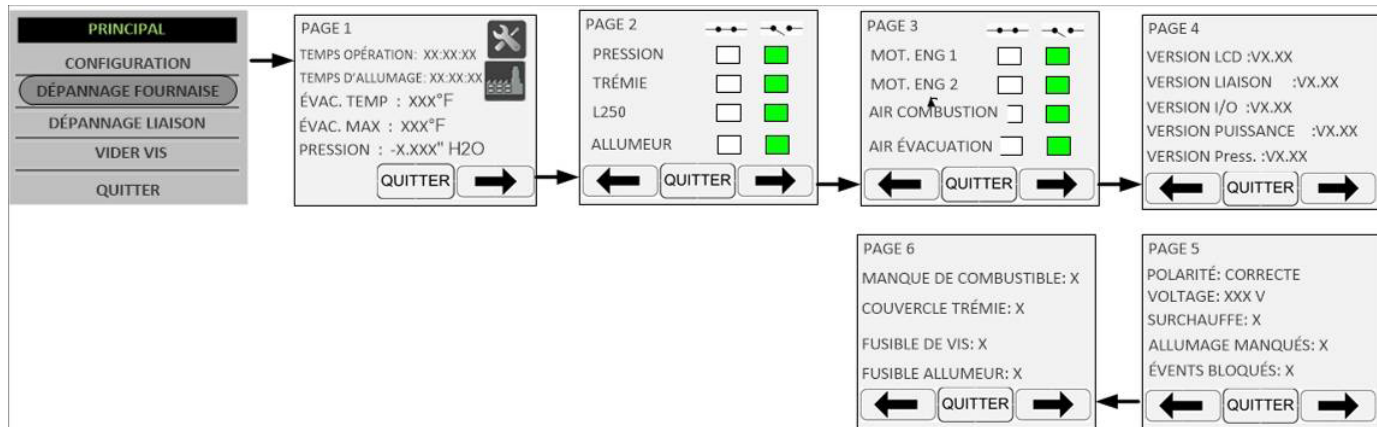 PRINCIPAL
CONFIGURATION
DÉPANNAGE FOURNAISE
DÉPANNAGE LIAISON
VIDER VIS
QUITTER
PAGE 1
TEMPS OPÉRATION: XX:XX:XX
TEMPS D'ALLUMAGE: XX:XX:XX
ÉVAC. TEMP : XXX°F
ÉVAC. MAX : XXX°F
PRESSION : -X.XXX" H2O
QUITTER
PAGE 2
PRESSION
TRÉMIE
L250
ALLUMEUR
QUITTER
PAGE 3
MOT. ENG 1
MOT. ENG 2
AIR COMBUSTION
AIR ÉVACUATION
QUITTER
PAGE 4
VERSION LCD :VX.XX
VERSION LIAISON :VX.XX
VERSION I/O :VX.XX
VERSION PUISSANCE :VX.XX
VERSION Press. :VX.XX
QUITTER
PAGE 5
POLARITÉ: CORRECTE
VOLTAGE: XXX V
SURCHAUFFE: X
ALLUMAGE MANQUÉS: X
ÉVENTS BLOQUÉS: X
QUITTER
PAGE 6
MANQUE DE COMBUSTIBLE: X
COUVERCLE TRÉMIE: X
FUSIBLE DE VIS: X
FUSIBLE ALLUMEUR: X
QUITTER